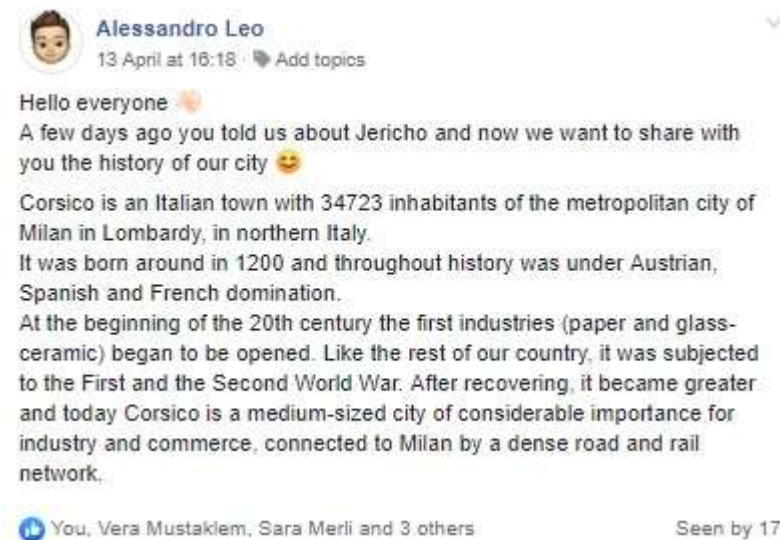 Alessandro Leo
13 April at 16:18 · Add topics
Hello everyone 👋🏻
A few days ago you told us about Jericho and now we want to share with
you the history of our city 😊
Corsico is an Italian town with 34723 inhabitants of the metropolitan city of
Milan in Lombardy, in northern Italy.
It was born around in 1200 and throughout history was under Austrian,
Spanish and French domination.
At the beginning of the 20th century the first industries (paper and glass-
ceramic) began to be opened. Like the rest of our country, it was subjected
to the First and the Second World War. After recovering, it became greater
and today Corsico is a medium-sized city of considerable importance for
industry and commerce, connected to Milan by a dense road and rail
network.
You, Vera Mustaklem, Sara Merli and 3 others Seen by 17